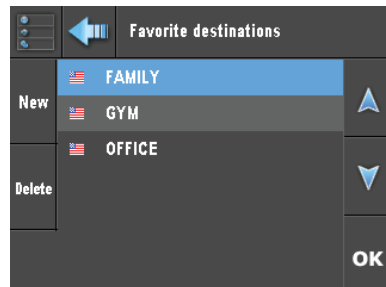 Favorite destinations
New
FAMILY
GYM
OFFICE
Delete
OK